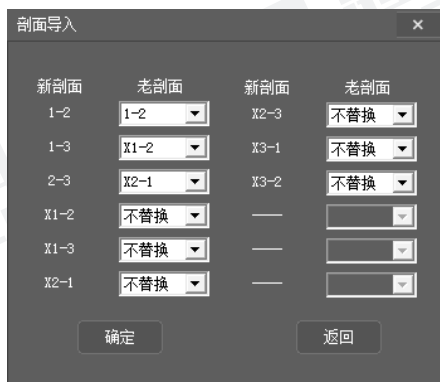 剖面导入 ×
新剖面 老剖面 新剖面 老剖面
1-2 1-2 X2-3 不替换
1-3 X1-2 X3-1 不替换
2-3 X2-1 X3-2 不替换
X1-2 不替换 ——
X1-3 不替换 ——
X2-1 不替换 ——
确定 返回